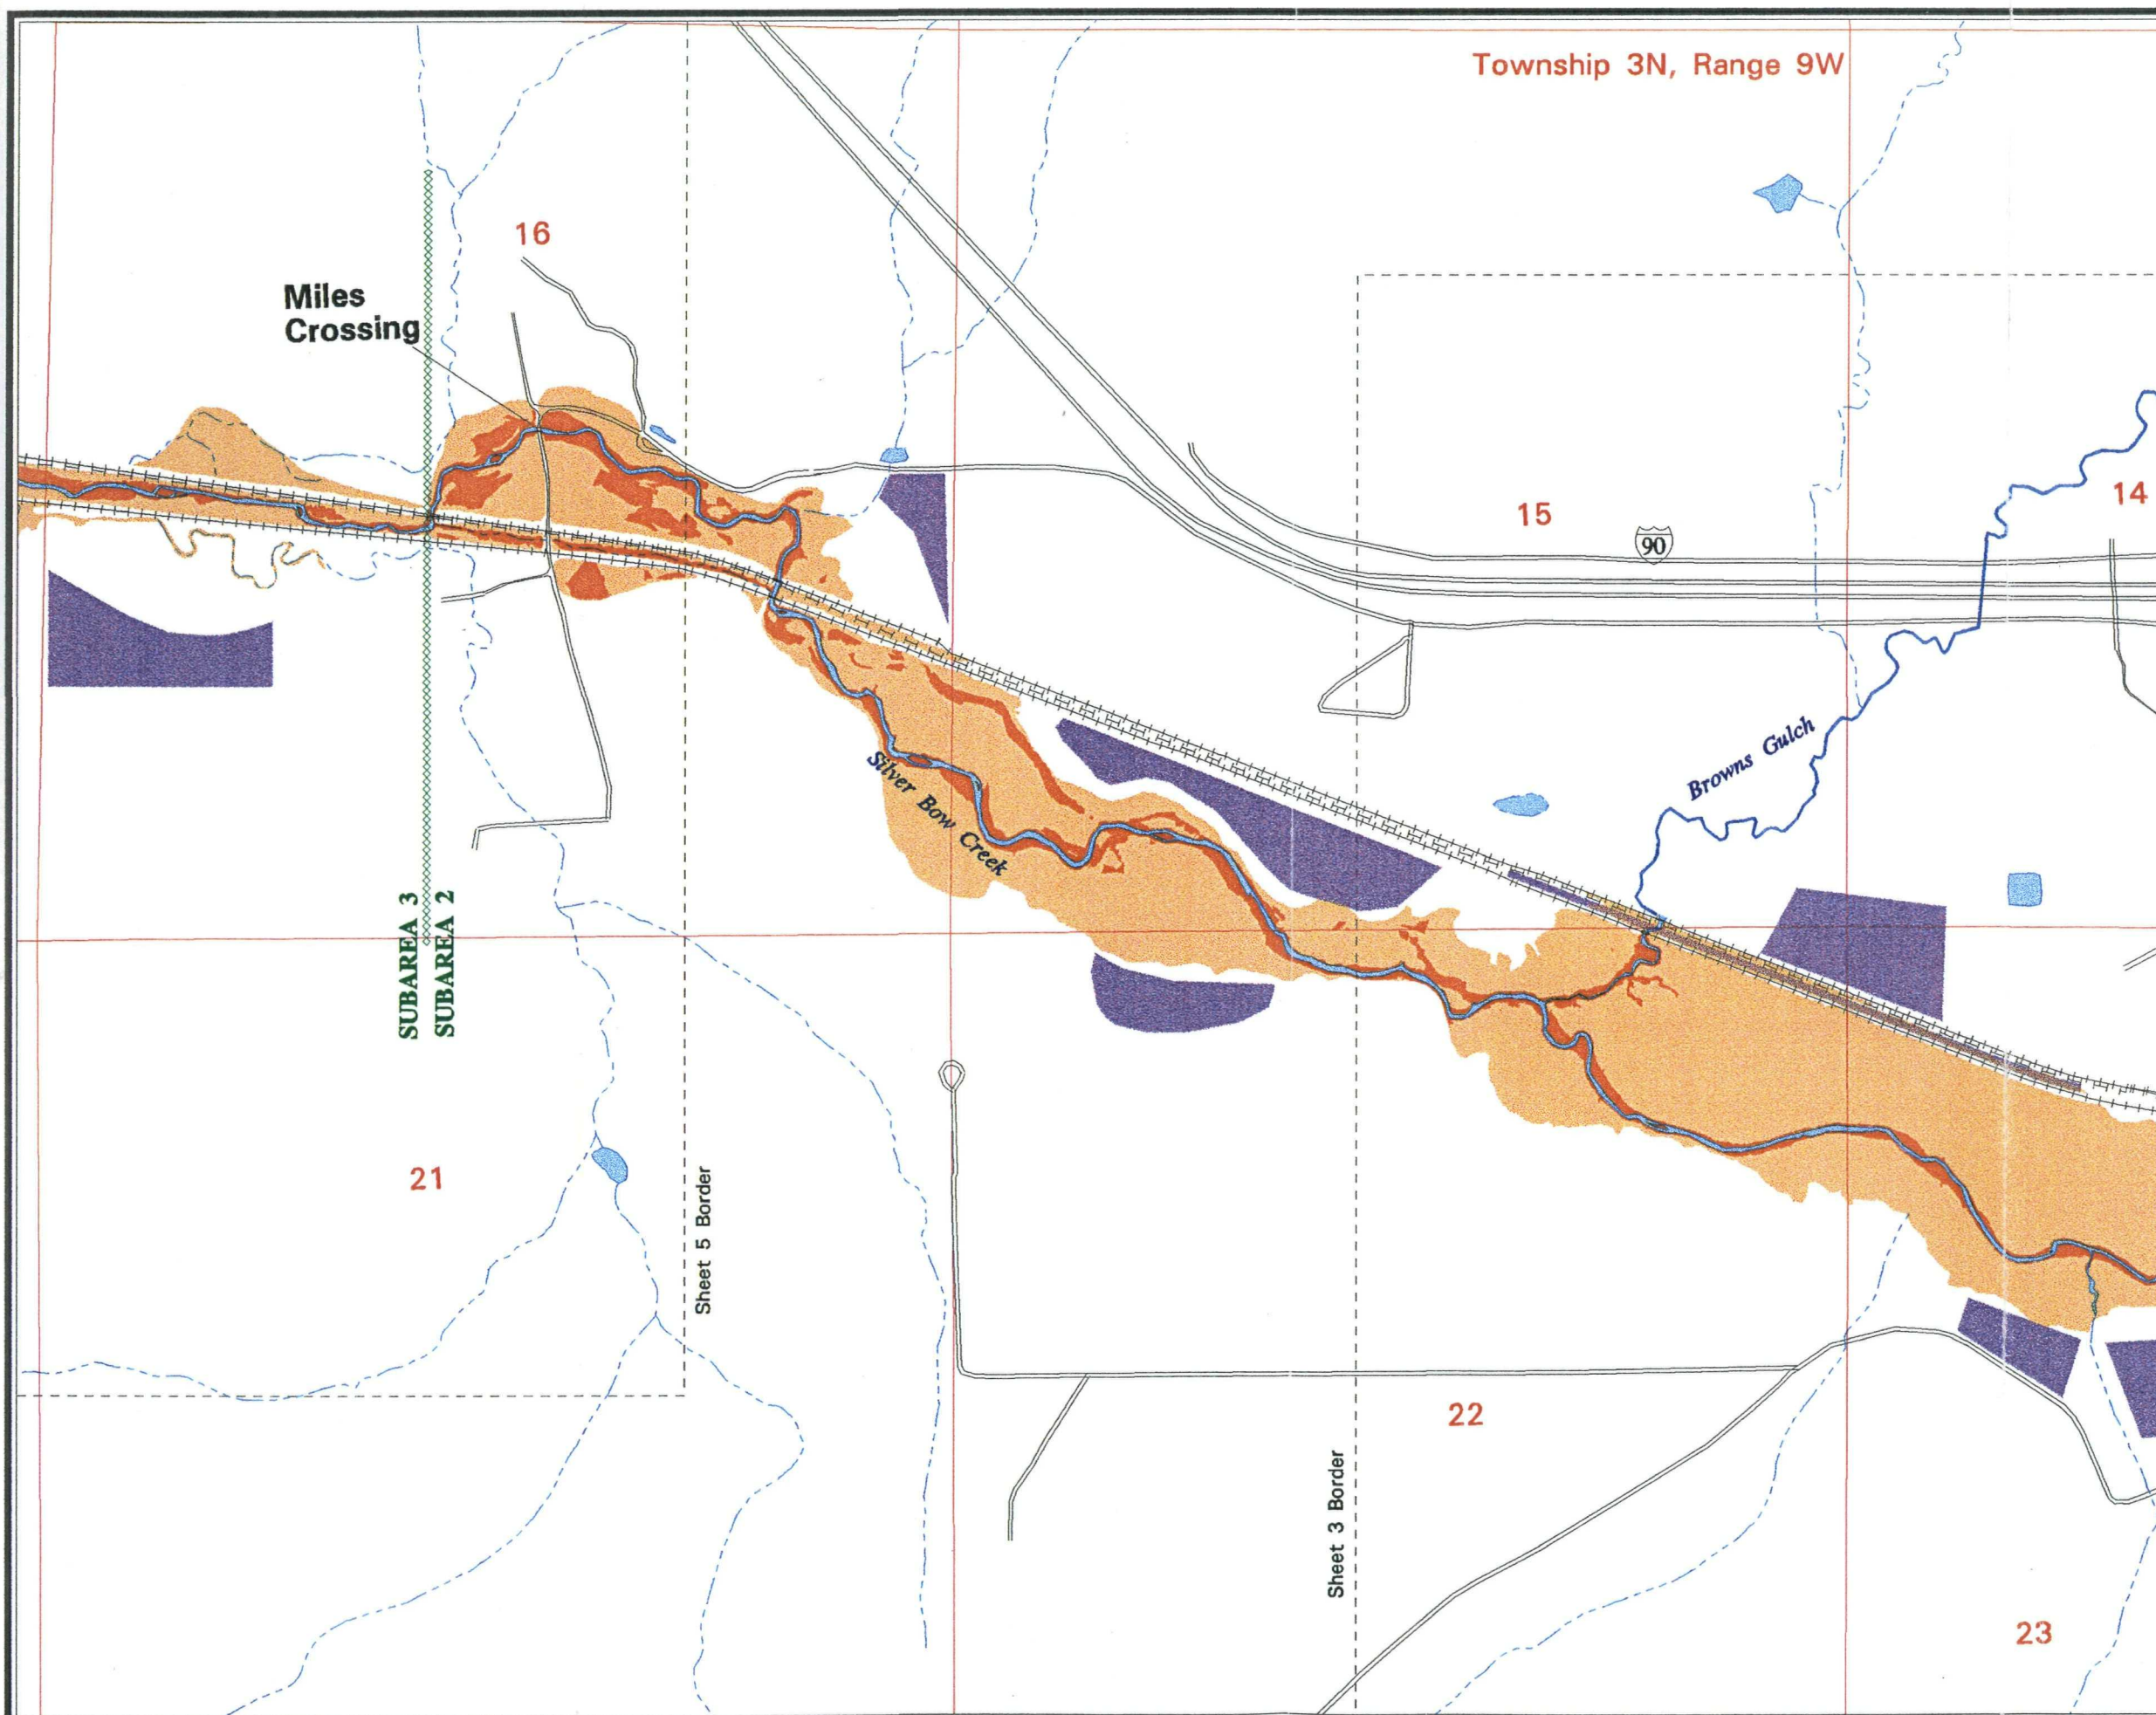 Township 3N, Range 9W
16
Miles
Crossing
14
15
90
Browns Gulch
Silver Bow Creek
SUBAREA 3
SUBAREA 2
21
Sheet 5 Border
22
Sheet 3 Border
23